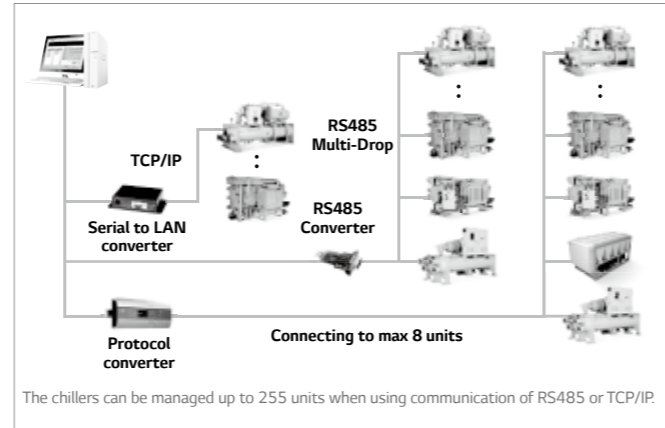 RS485
Multi-Drop
TCP/IP
Serial to LAN
converter
RS485
Converter
Protocol
converter
Connecting to max 8 units
The chillers can be managed up to 255 units when using communication of RS485 or TCP/IP.